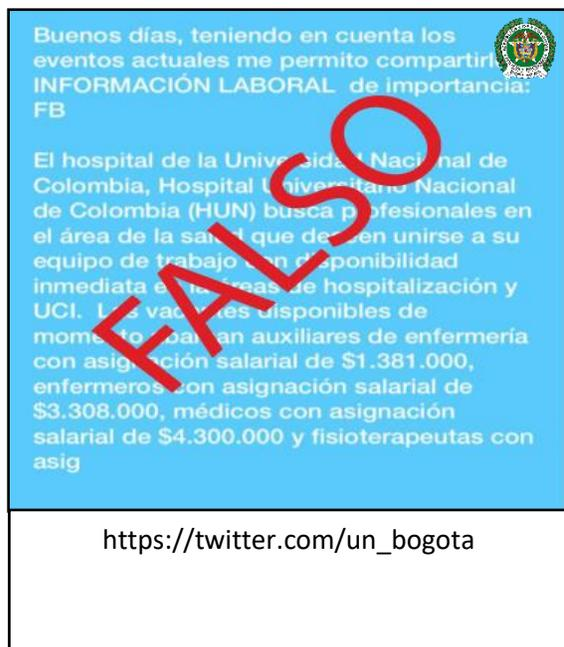 Buenos días, teniendo en cuenta los
eventos actuales me permito compartirl
INFORMACIÓN LABORAL de importancia:
FB
El hospital de la Universidad Nacional de
Colombia, Hospital Universitario Nacional
de Colombia (HUN) busca profesionales en
el área de la salud que deseen unirse a su
equipo de trabajo con disponibilidad
inmediata en la áreas de hospitalización y
UCI. Las vacantes disponibles de
momento abarcan auxiliares de enfermería
con asignación salarial de $1.381.000,
enfermeros con asignación salarial de
$3.308.000, médicos con asignación
salarial de $4.300.000 y fisioterapeutas con
asig
FALSO
https://twitter.com/un_bogota